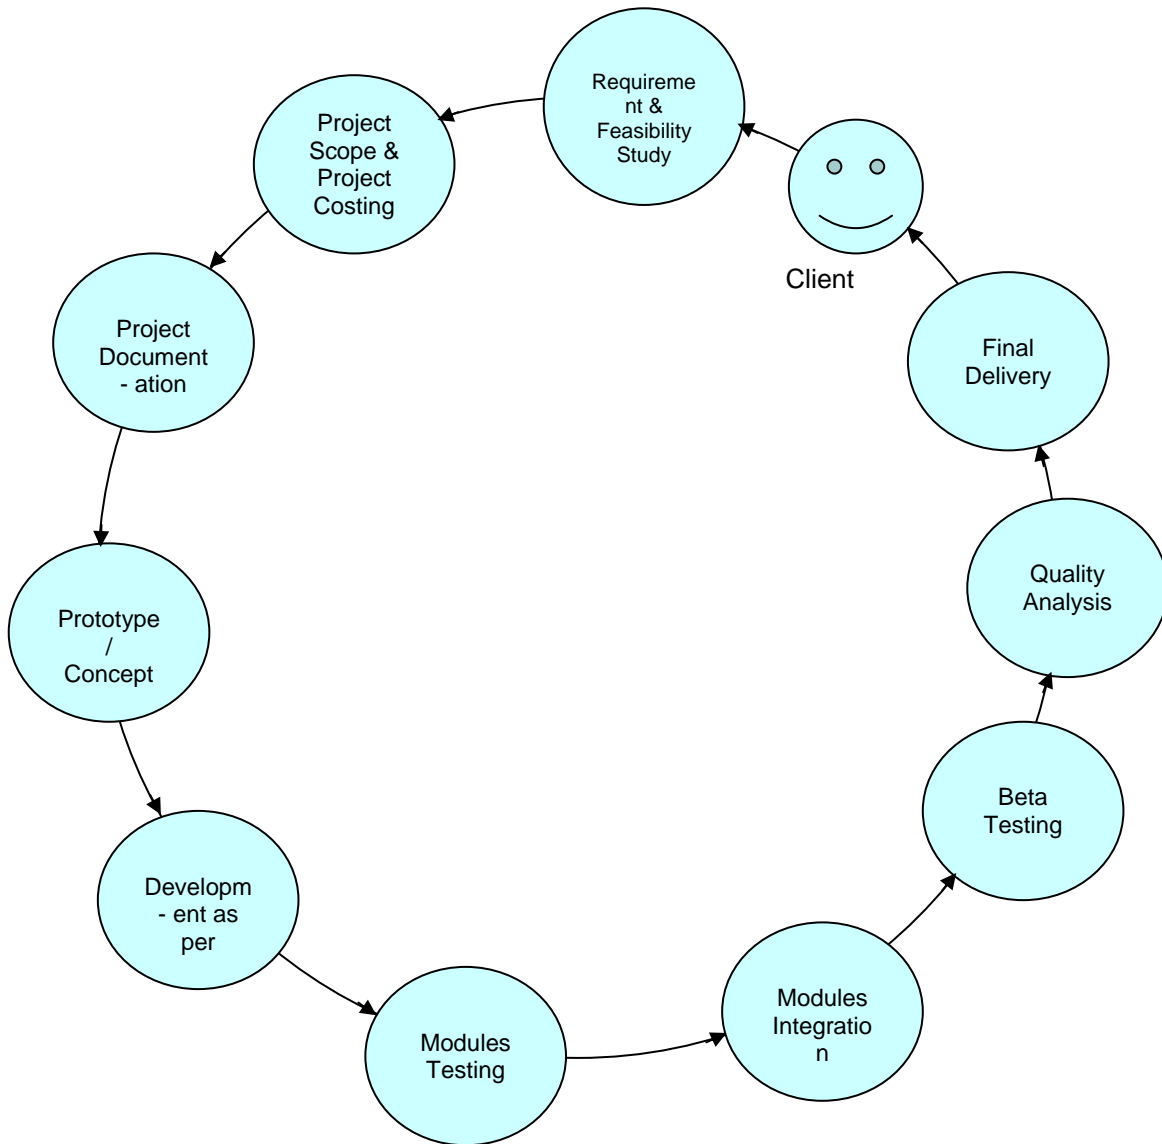 Requireme
nt &
Feasibility
Study
Project
Scope &
Project
Costing
Project
Document
- ation
Prototype
/
Concept
Developm
- ent as
per
Modules
Testing
Modules
Integratio
n
Beta
Testing
Quality
Analysis
Final
Delivery
Client